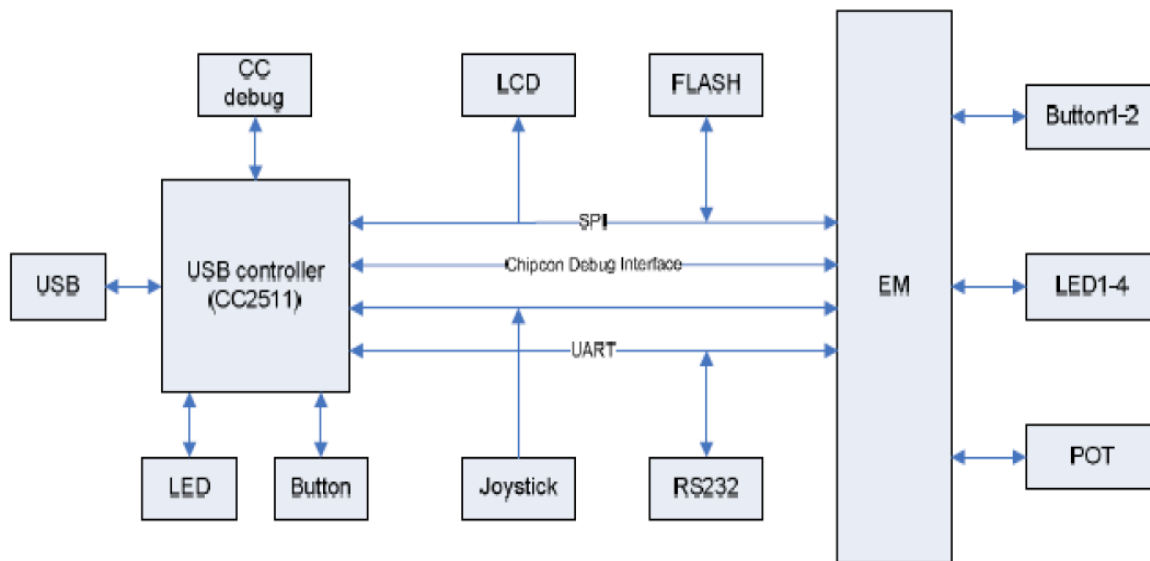 CC
debug
LCD
FLASH
Button1-2
SPI
USB controller
(CC2511)
Chipcon Debug Interface
USB
EM
LED1-4
UART
LED
Button
Joystick
RS232
POT